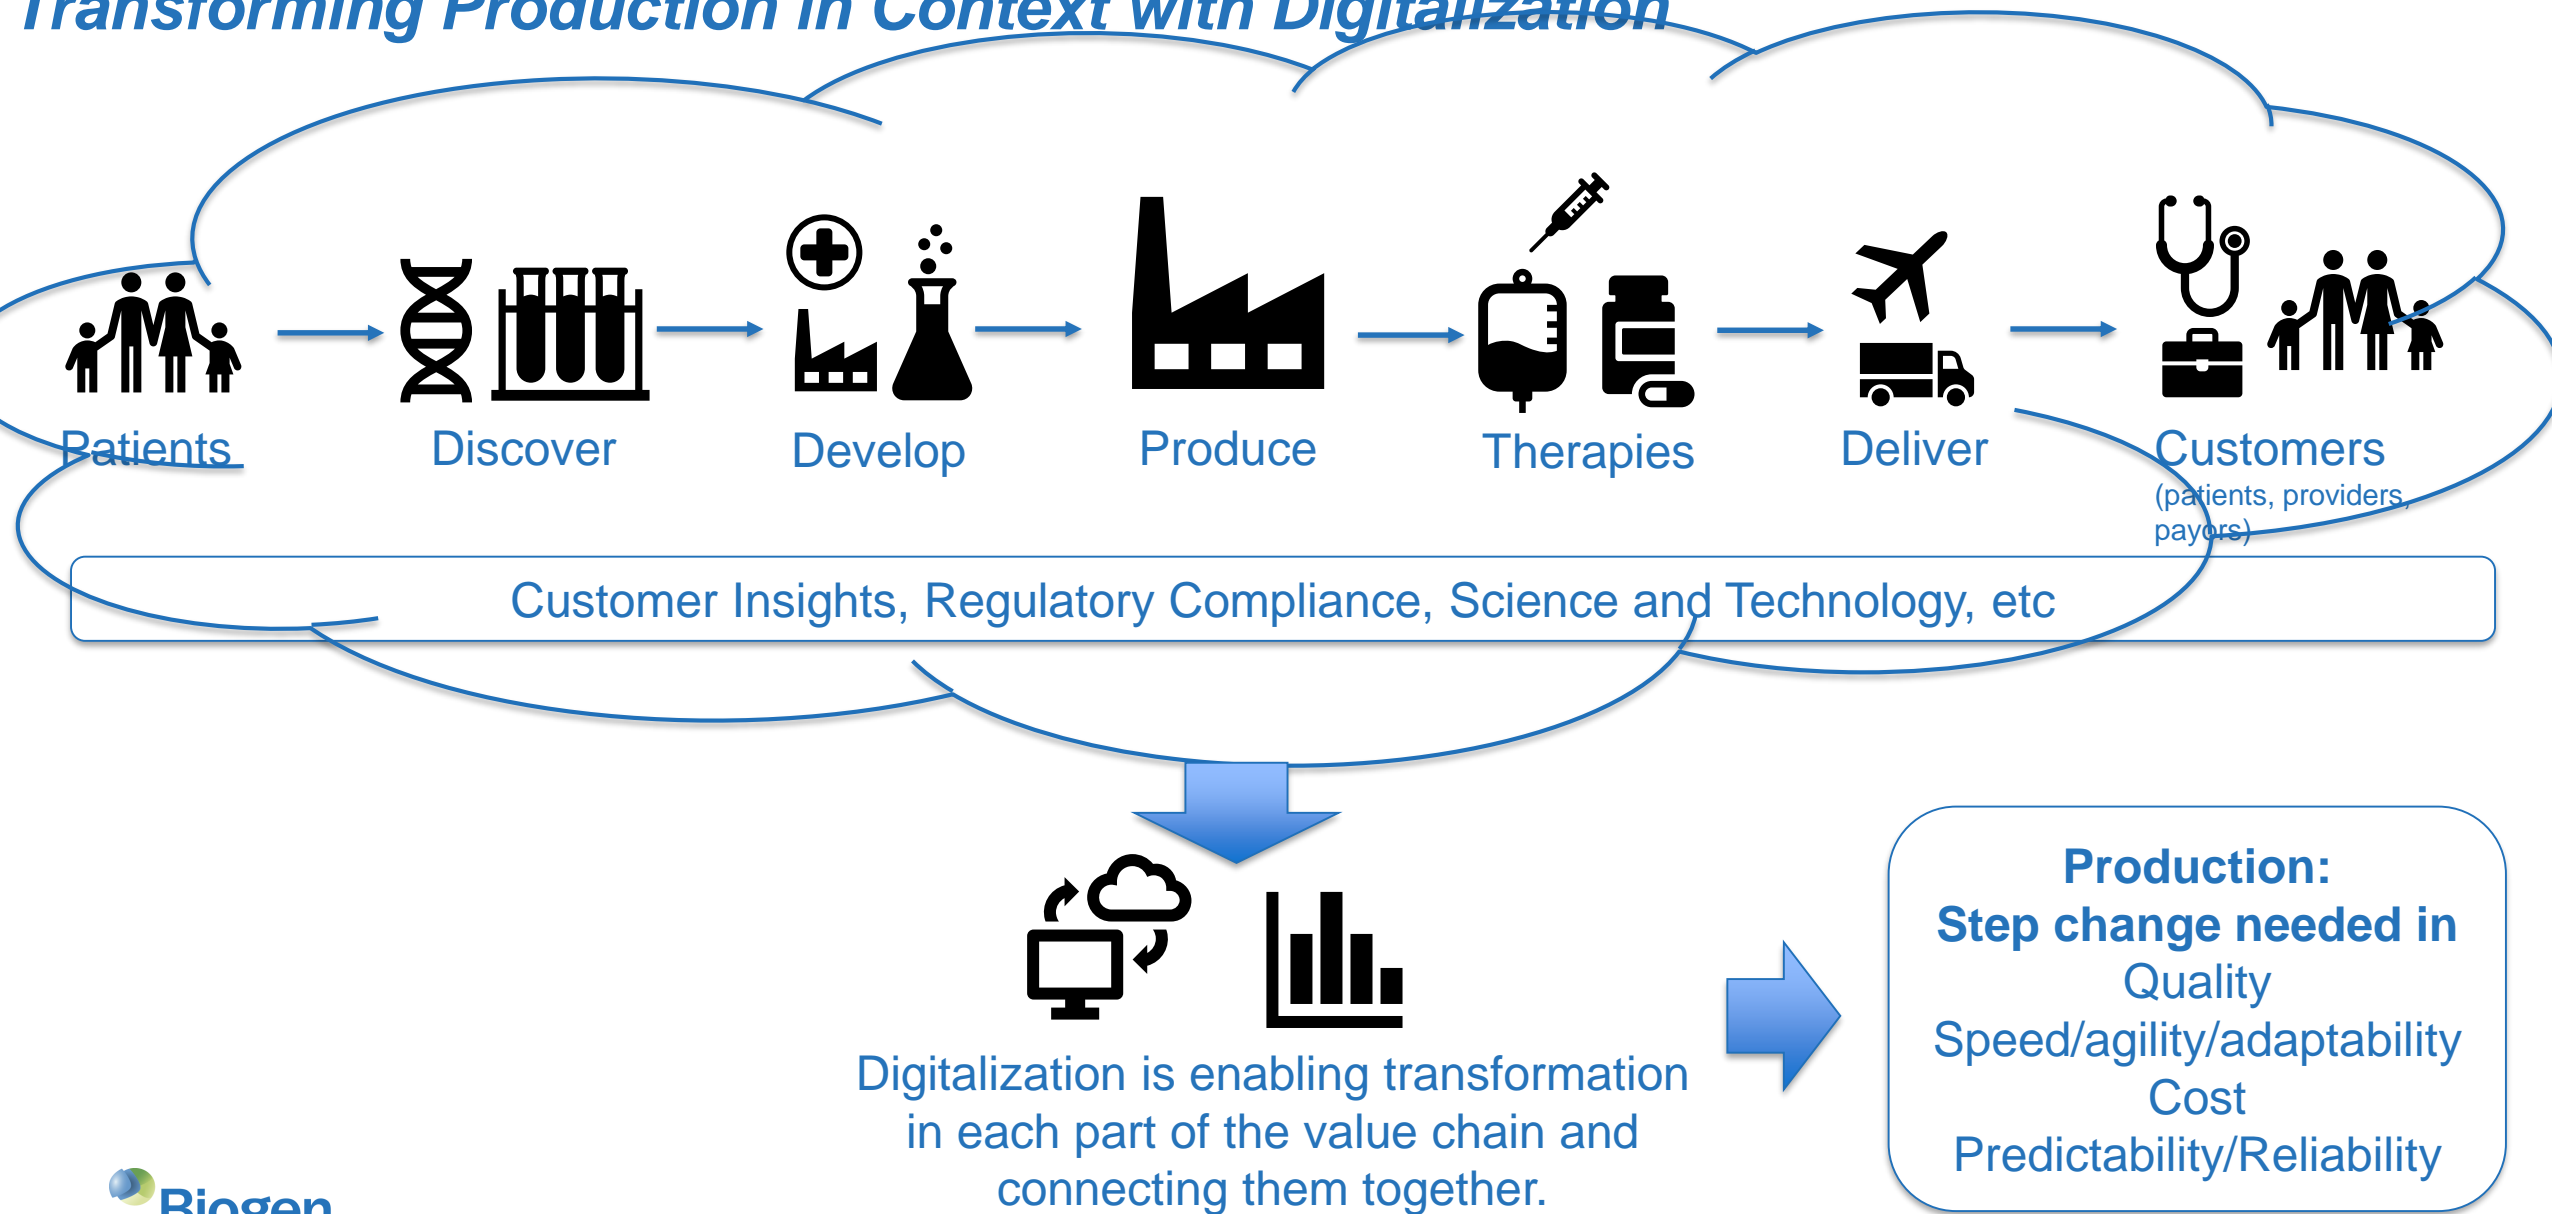 Transforming Production in Context with Digitalization
Patients
Discover
Develop
Produce
Therapies
Deliver
Customers
(patients, providers,
payors)
Customer Insights, Regulatory Compliance, Science and Technology, etc
Digitalization is enabling transformation
in each part of the value chain and
connecting them together.
Production:
Step change needed in
Quality
Speed/agility/adaptability
Cost
Predictability/Reliability
Biogen